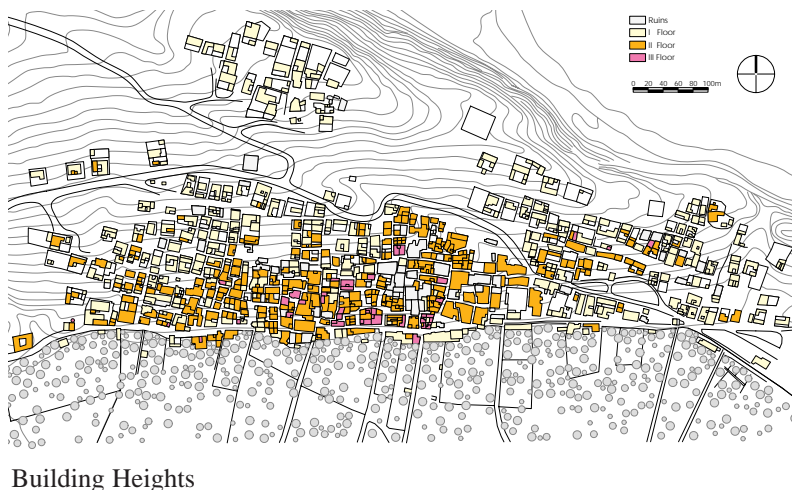 Ruins
I Floor
II Floor
III Floor
0 20 40 60 80 100m
Building Heights